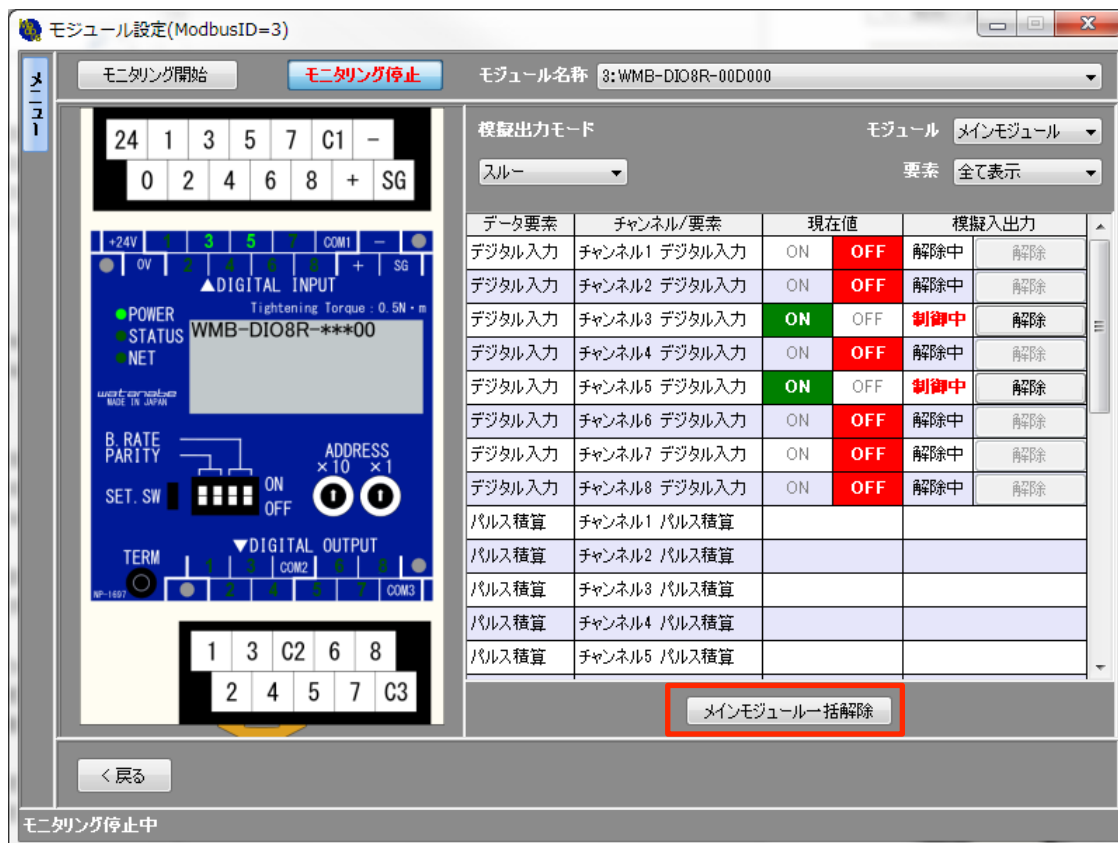 モジュール設定(ModbusID=3)
メニュー
モニタリング開始
モニタリング停止
モジュール名称
3:WMB-DIO8R-00D000
24 1 3 5 7 C1 -
0 2 4 6 8 + SG
+24V 1 3 5 7 COM1 -
0V 2 4 6 8 + SG
▲DIGITAL INPUT
Tightening Torque : 0.5N・m
POWER
STATUS
NET
WMB-DIO8R-***00
watanabe
MADE IN JAPAN
B.RATE
PARITY
ADDRESS
×10 ×1
SET.SW
ON
OFF
▼DIGITAL OUTPUT
TERM
1 3 COM2 6 8
2 4 5 7 COM3
NP-1697
1 3 C2 6 8
2 4 5 7 C3
模擬出力モード
モジュール
メインモジュール
スルー
要素
全て表示
データ要素 チャンネル/要素 現在値 模擬入出力
デジタル入力 チャンネル1 デジタル入力 ON OFF 解除中 解除
デジタル入力 チャンネル2 デジタル入力 ON OFF 解除中 解除
デジタル入力 チャンネル3 デジタル入力 ON OFF 制御中 解除
デジタル入力 チャンネル4 デジタル入力 ON OFF 解除中 解除
デジタル入力 チャンネル5 デジタル入力 ON OFF 制御中 解除
デジタル入力 チャンネル6 デジタル入力 ON OFF 解除中 解除
デジタル入力 チャンネル7 デジタル入力 ON OFF 解除中 解除
デジタル入力 チャンネル8 デジタル入力 ON OFF 解除中 解除
パルス積算 チャンネル1 パルス積算
パルス積算 チャンネル2 パルス積算
パルス積算 チャンネル3 パルス積算
パルス積算 チャンネル4 パルス積算
パルス積算 チャンネル5 パルス積算
メインモジュール一括解除
<戻る
モニタリング停止中